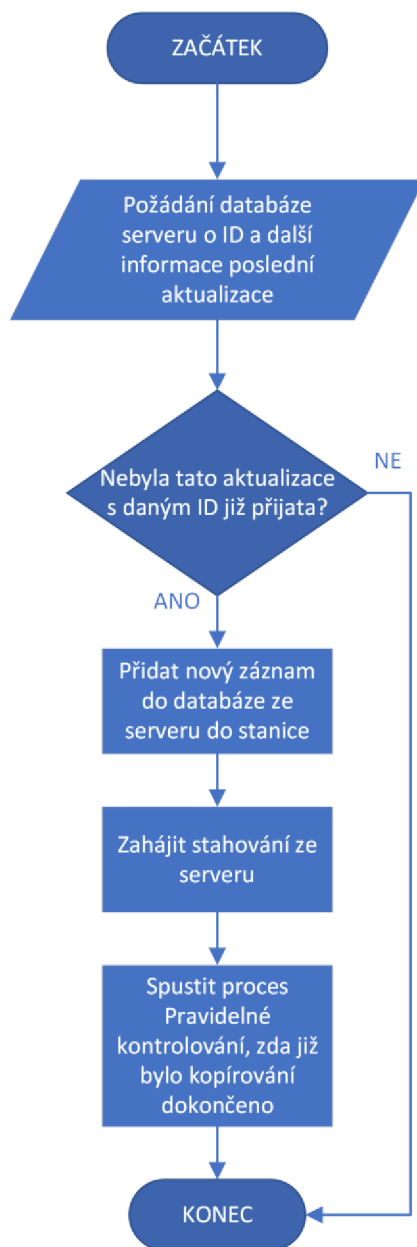 ZAČÁTEK
Požádání databáze
serveru o ID a další
informace poslední
aktualizace
NE
Nebyla tato aktualizace
s daným ID již přijata?
ANO
Přidat nový záznam
do databáze ze
serveru do stanice
Zahájit stahování ze
serveru
Spustit proces
Pravidelné
kontrolování, zda již
bylo kopírování
dokončeno
KONEC